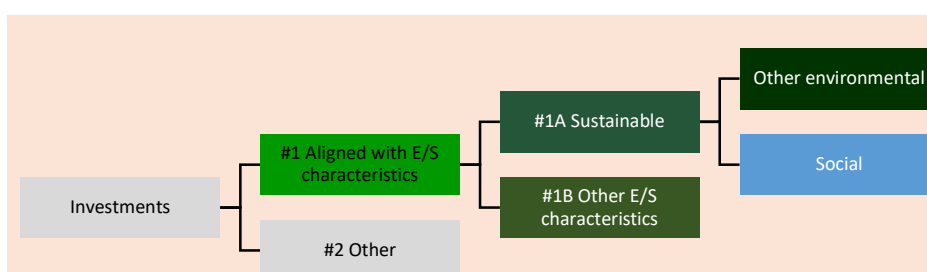 Other environmental
#1A Sustainable
#1 Aligned with E/S
characteristics
Social
Investments
#1B Other E/S
characteristics
#2 Other